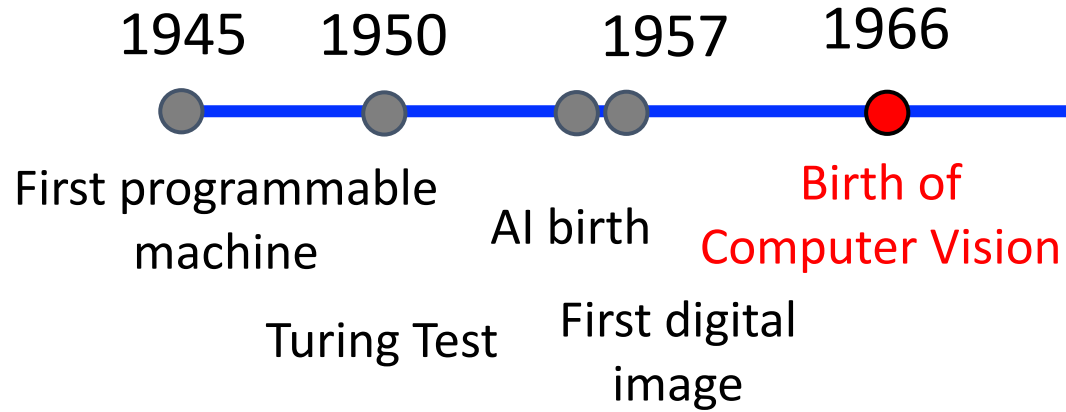 1945 1950 1957 1966
First programmable
machine
Turing Test
AI birth
First digital
image
Birth of
Computer Vision